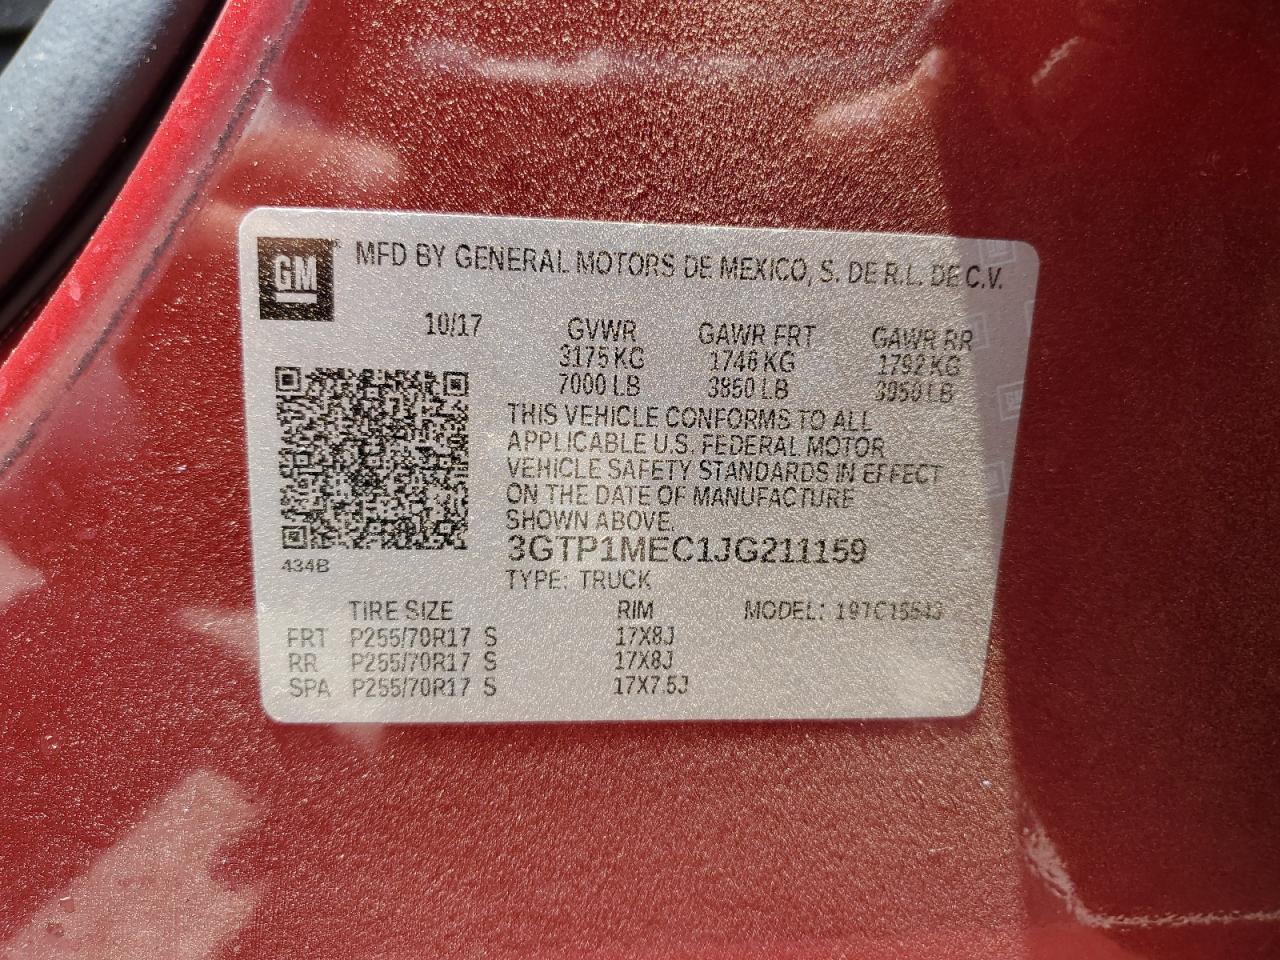 GM® MFD BY GENERAL MOTORS DE MEXICO, S. DE R.L. DE C.V.
10/17 GVWR GAWR FRT GAWR RR
3175 KG 1746 KG 1792 KG
7000 LB 3850 LB 3950 LB
THIS VEHICLE CONFORMS TO ALL
APPLICABLE U.S. FEDERAL MOTOR
VEHICLE SAFETY STANDARDS IN EFFECT
ON THE DATE OF MANUFACTURE
SHOWN ABOVE.
3GTP1MEC1JG211159
434B
TYPE: TRUCK
TIRE SIZE RIM MODEL:
FRT P255/70R17 S 17X8J
RR P255/70R17 S 17X8J
SPA P255/70R17 S 17X7.5J